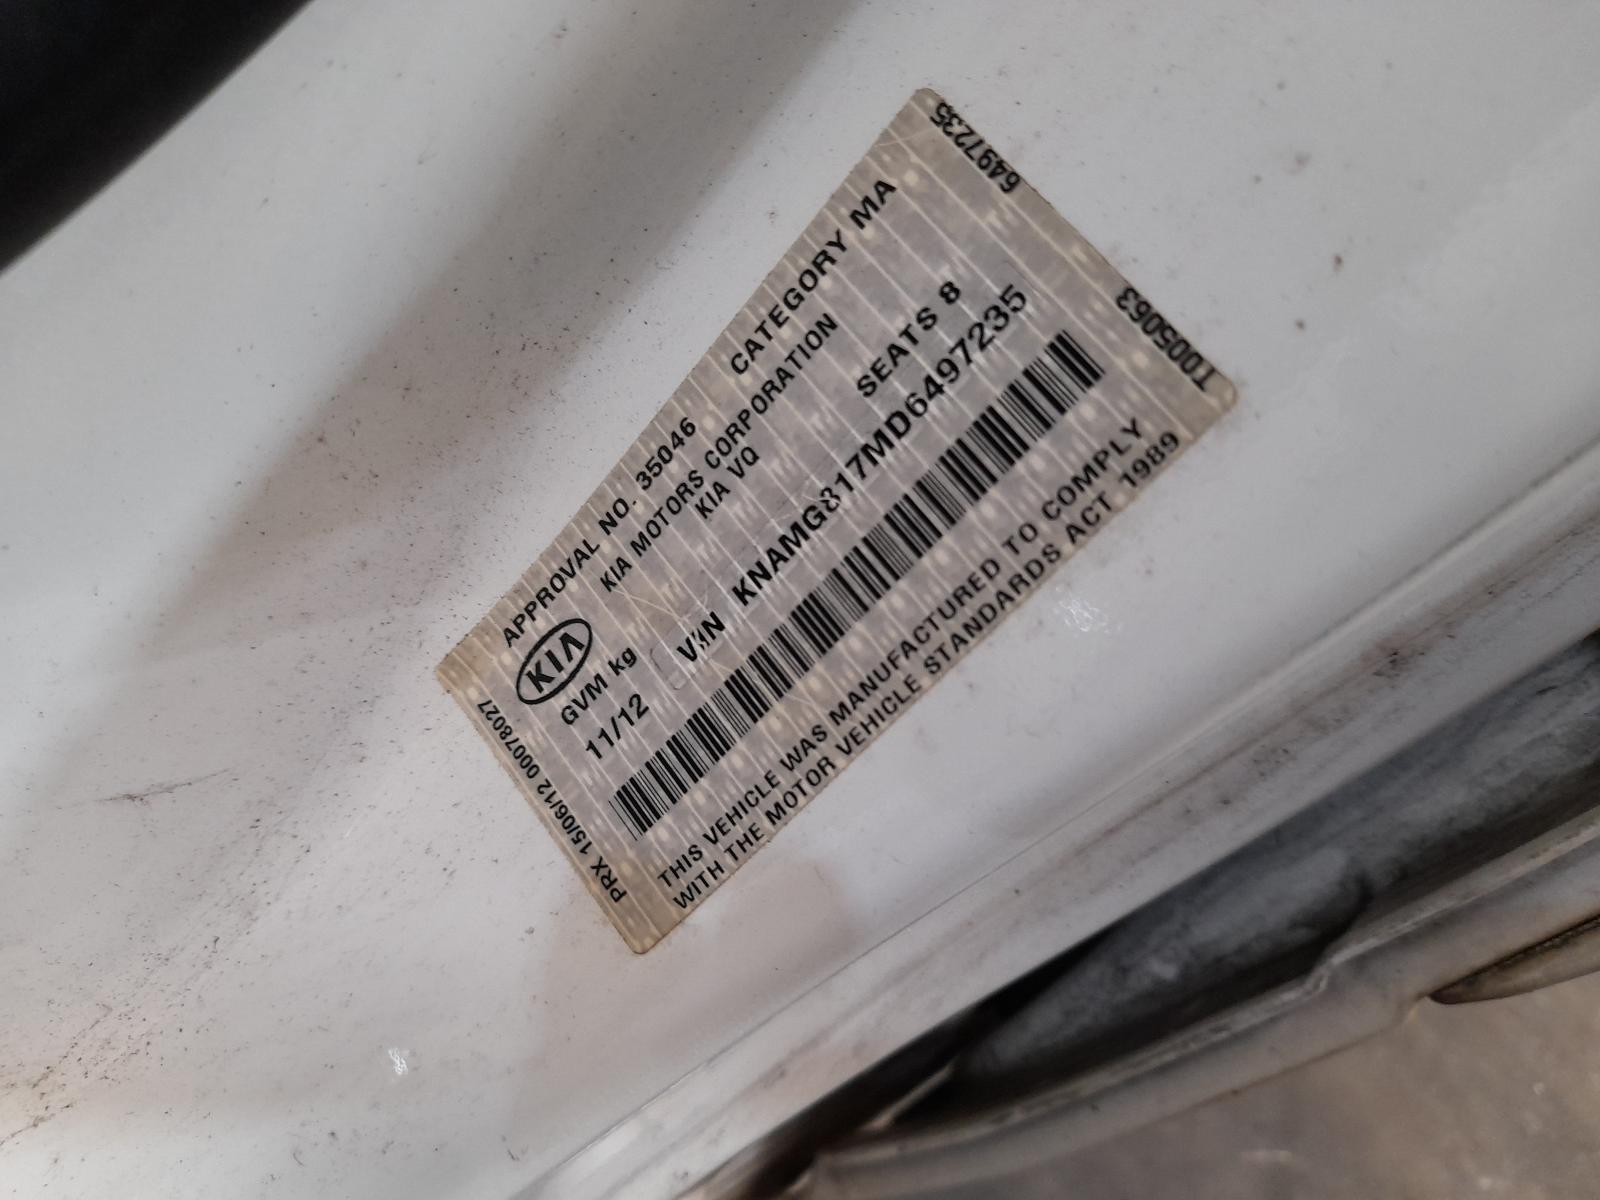 APPROVAL NO. 35046 CATEGORY MA
KIA
KIA MOTORS CORPORATION
KIA VQ
GVM kg SEATS 8
11/12
VIN KNAMG817MD6497235
THIS VEHICLE WAS MANUFACTURED TO COMPLY
WITH THE MOTOR VEHICLE STANDARDS ACT 1989
PRX 15/06/12 00078027
T005063 6497235